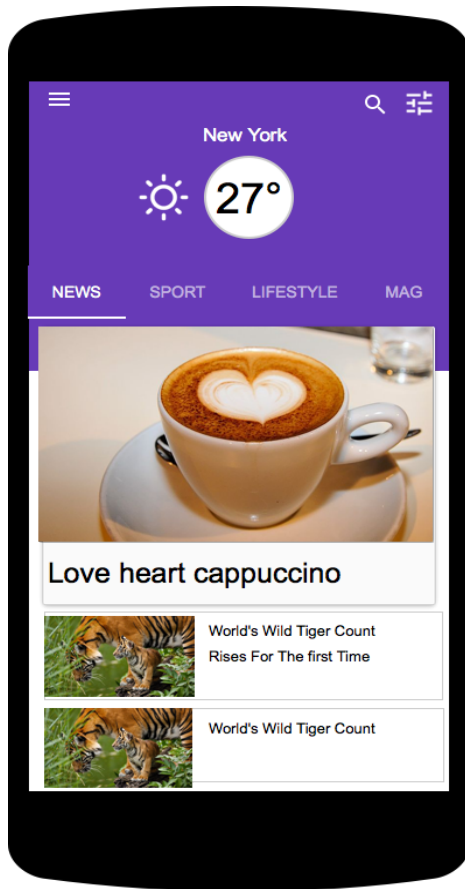 New York
27°
NEWS SPORT LIFESTYLE MAG
Love heart cappuccino
World's Wild Tiger Count
Rises For The first Time
World's Wild Tiger Count